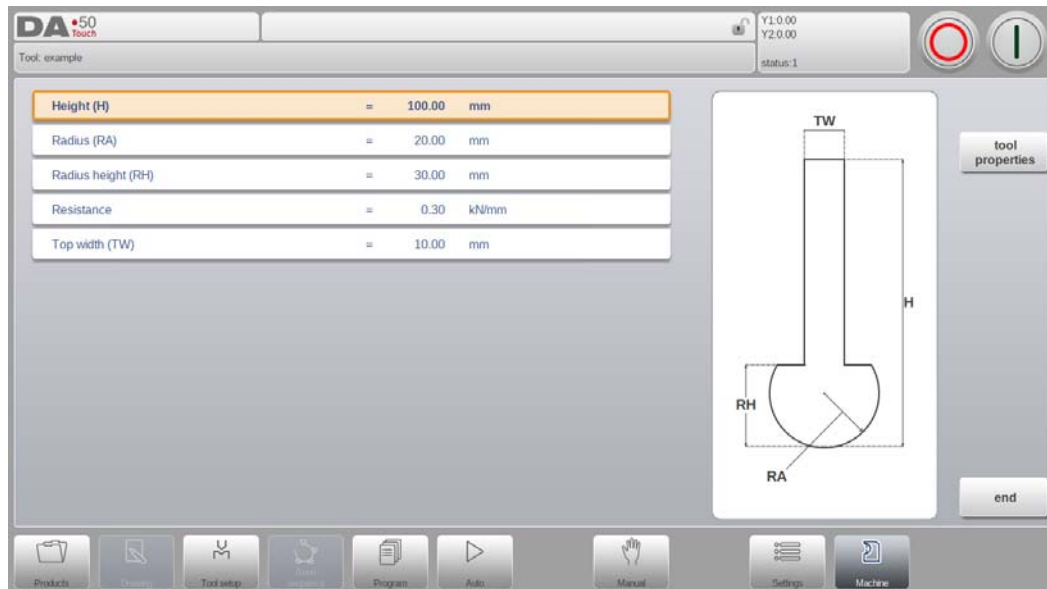 DA•50
Touch
Y1:0.00
Y2:0.00
status:1
Tool: example
Height (H) = 100.00 mm
Radius (RA) = 20.00 mm
Radius height (RH) = 30.00 mm
Resistance = 0.30 kN/mm
Top width (TW) = 10.00 mm
TW
H
RH
RA
tool
properties
end
Products
Drawing
Tool setup
Bend
sequence
Program
Auto
Manual
Settings
Machine